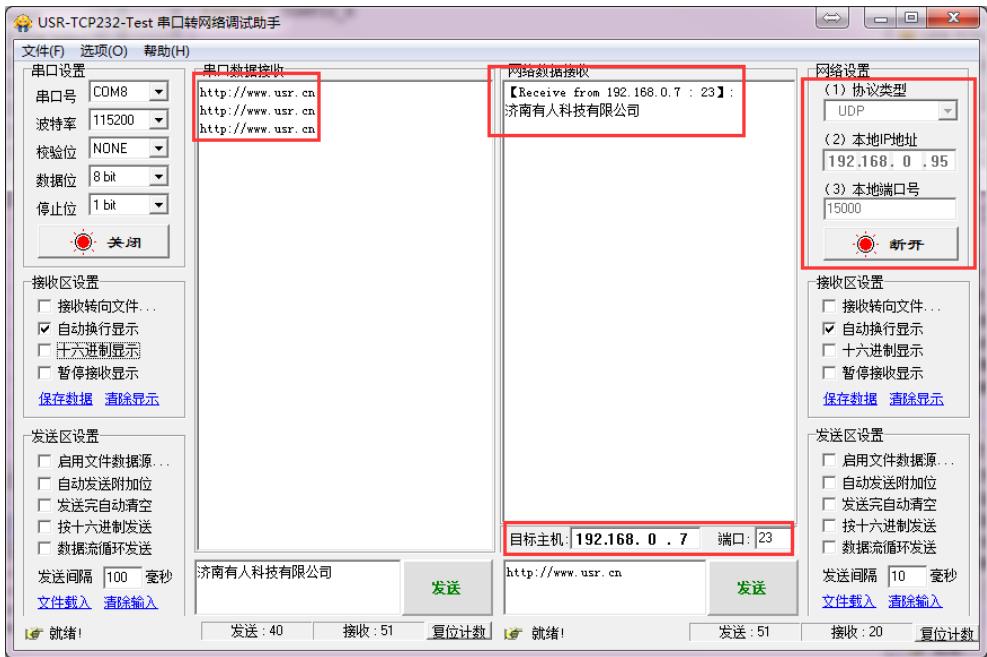 USR-TCP232-Test 串口转网络调试助手
文件(F) 选项(O) 帮助(H)
串口设置
串口号 COM8
波特率 115200
校验位 NONE
数据位 8 bit
停止位 1 bit
关闭
接收区设置
接收转向文件...
自动换行显示
十六进制显示
暂停接收显示
保存数据 清除显示
发送区设置
启用文件数据源...
自动发送附加位
发送完自动清空
按十六进制发送
数据流循环发送
发送间隔 100 毫秒
文件载入 清除输入
就绪!
串口数据接收
http://www.usr.cn
http://www.usr.cn
http://www.usr.cn
济南有人科技有限公司
发送
发送:40 接收:51 复位计数
网络数据接收
【Receive from 192.168.0.7 : 23】:
济南有人科技有限公司
目标主机: 192.168. 0 . 7 端口: 23
http://www.usr.cn
发送
就绪!
发送:51 接收:20 复位计数
网络设置
(1) 协议类型
UDP
(2) 本地IP地址
192.168. 0 .95
(3) 本地端口号
15000
断开
接收区设置
接收转向文件...
自动换行显示
十六进制显示
暂停接收显示
保存数据 清除显示
发送区设置
启用文件数据源...
自动发送附加位
发送完自动清空
按十六进制发送
数据流循环发送
发送间隔 10 毫秒
文件载入 清除输入